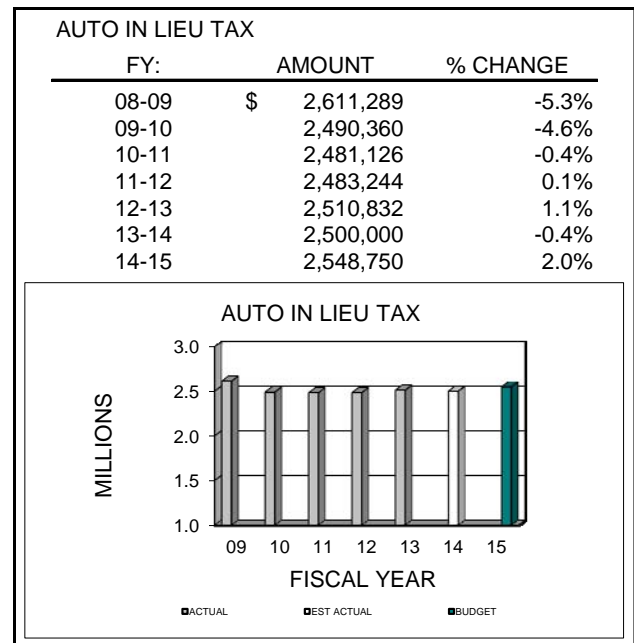 AUTO IN LIEU TAX
FY: AMOUNT % CHANGE
08-09 $ 2,611,289 -5.3%
09-10 2,490,360 -4.6%
10-11 2,481,126 -0.4%
11-12 2,483,244 0.1%
12-13 2,510,832 1.1%
13-14 2,500,000 -0.4%
14-15 2,548,750 2.0%
AUTO IN LIEU TAX
3.0
2.5
2.0
1.5
1.0
MILLIONS
09 10 11 12 13 14 15
FISCAL YEAR
ACTUAL EST ACTUAL BUDGET